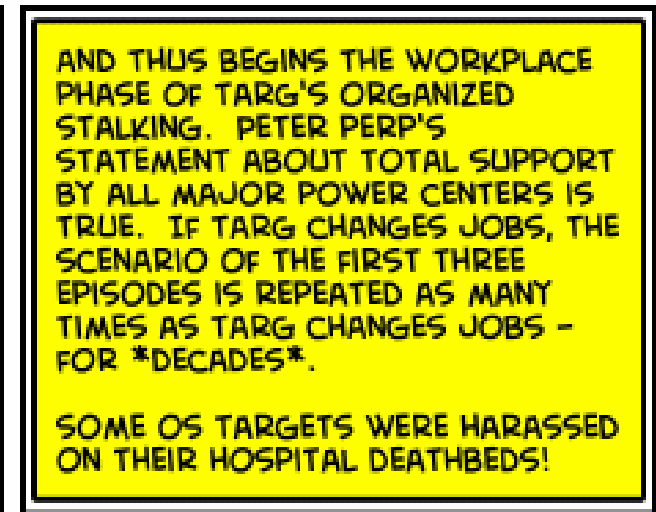 AND THUS BEGINS THE WORKPLACE
PHASE OF TARG'S ORGANIZED
STALKING. PETER PERP'S
STATEMENT ABOUT TOTAL SUPPORT
BY ALL MAJOR POWER CENTERS IS
TRUE. IF TARG CHANGES JOBS, THE
SCENARIO OF THE FIRST THREE
EPISODES IS REPEATED AS MANY
TIMES AS TARG CHANGES JOBS -
FOR *DECADES*.
SOME OS TARGETS WERE HARASSED
ON THEIR HOSPITAL DEATHBEDS!